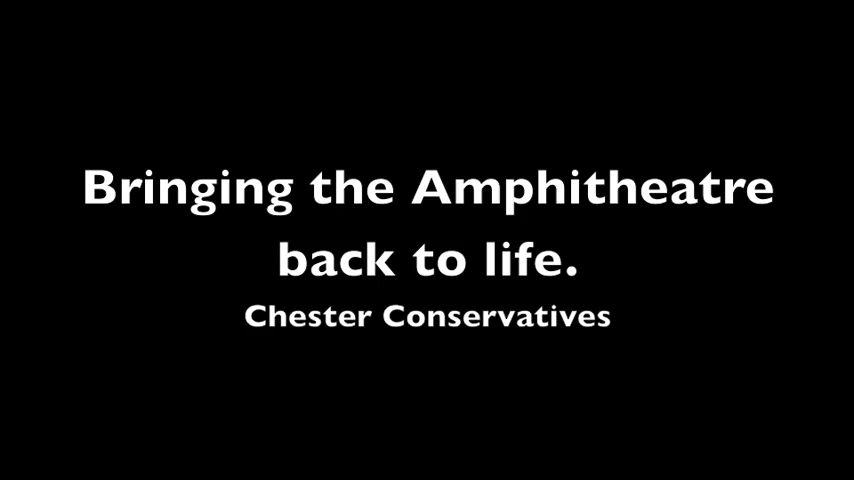 Bringing the Amphitheatre
back to life.
Chester Conservatives